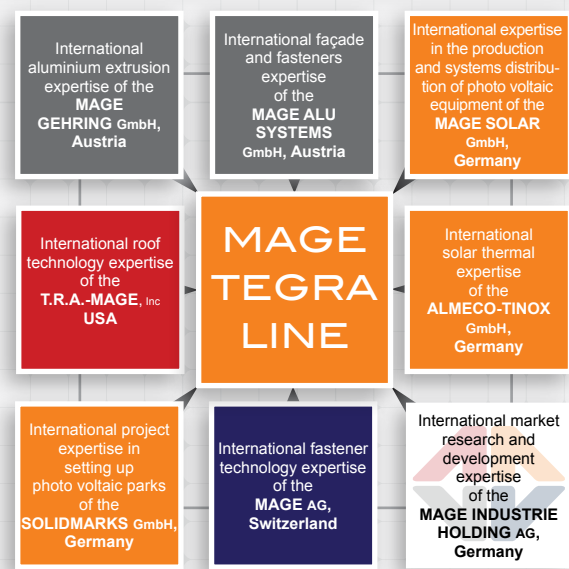 International
aluminium extrusion
expertise of the
MAGE
GEHRING GmbH,
Austria
International façade
and fasteners
expertise
of the
MAGE ALU
SYSTEMS
GmbH, Austria
International expertise
in the production
and systems distribu-
tion of photo voltaic
equipment of the
MAGE SOLAR
GmbH,
Germany
International roof
technology expertise
of the
T.R.A.-MAGE, Inc
USA
MAGE
TEGRA
LINE
International
solar thermal
expertise
of the
ALMECO-TINOX
GmbH,
Germany
International project
expertise in
setting up
photo voltaic parks
of the
SOLIDMARKS GmbH,
Germany
International fastener
technology expertise
of the
MAGE AG,
Switzerland
International market
research and
development
expertise
of the
MAGE INDUSTRIE
HOLDING AG,
Germany